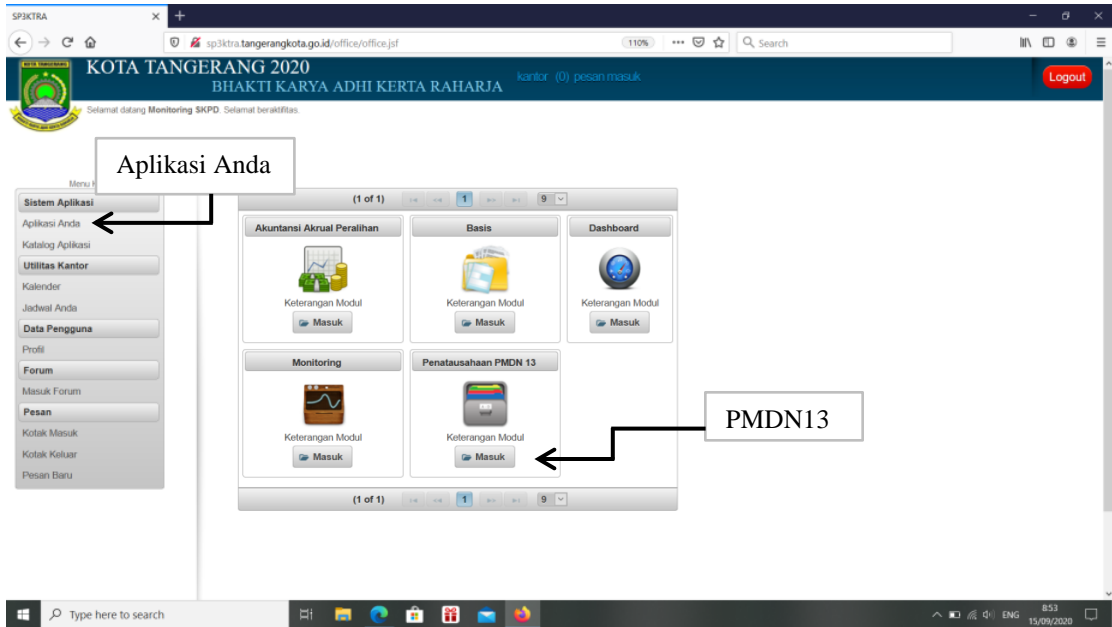 SP3KTRA
sp3ktra.tangerangkota.go.id/office/office.jsf
110%
Search
KOTA TANGERANG 2020
BHAKTI KARYA ADHI KERTA RAHARJA
kantor (0) pesan masuk
Logout
KOTA TANGERANG
Selamat datang Monitoring SKPD. Selamat beraktifitas.
Aplikasi Anda
Menu
Sistem Aplikasi
Aplikasi Anda
Katalog Aplikasi
Utilitas Kantor
Kalender
Jadwal Anda
Data Pengguna
Profil
Forum
Masuk Forum
Pesan
Kotak Masuk
Kotak Keluar
Pesan Baru
(1 of 1) 1 9
Akuntansi Akrual Peralihan
Keterangan Modul
Masuk
Basis
Keterangan Modul
Masuk
Dashboard
Keterangan Modul
Masuk
Monitoring
Keterangan Modul
Masuk
Penatausahaan PMDN 13
Keterangan Modul
Masuk
PMDN13
(1 of 1) 1 9
Type here to search
ENG
8:53
15/09/2020